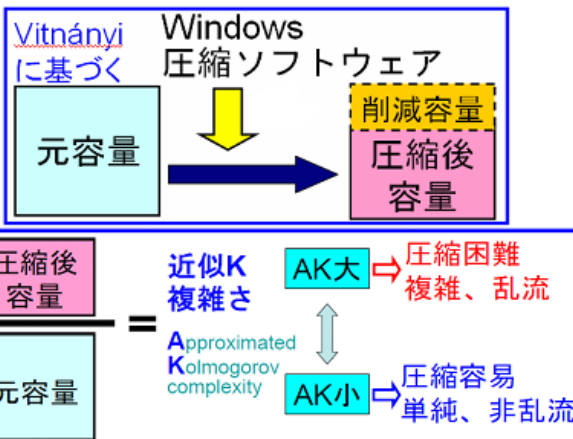 Vitnányi
に基づく
Windows
圧縮ソフトウェア
元容量
削減容量
圧縮後
容量
圧縮後
容量
元容量
=
近似K
複雑さ
Approximated
Kolmogorov
complexity
AK大
圧縮困難
複雑、乱流
AK小
圧縮容易
単純、非乱流